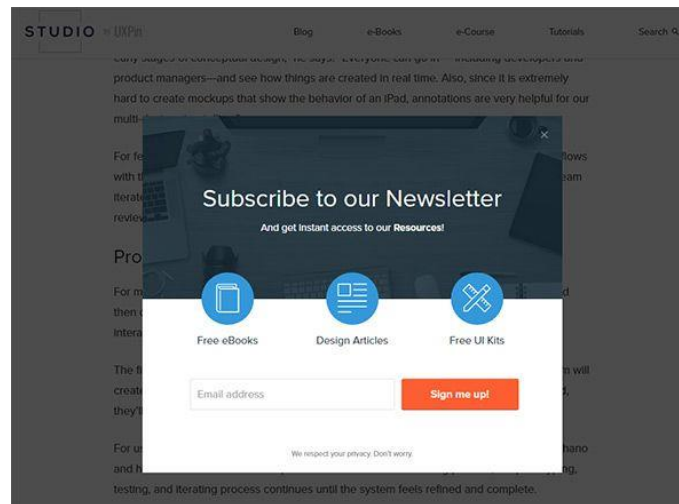 STUDIO by UXPin
Blog
e-Books
e-Course
Tutorials
Search
early stages of conceptual design," he says. "Everyone can go in — including developers and
product managers—and see how things are created in real time. Also, since it is extremely
hard to create mockups that show the behavior of an iPad, annotations are very helpful for our
For fe
flows
with th
eam
iterate
review
×
Subscribe to our Newsletter
And get instant access to our Resources!
Pro
For m
d
then c
intera
Free eBooks
Design Articles
Free UI Kits
The fi
m will
create
they'll
Email address
Sign me up!
For us
hano
and h
We respect your privacy. Don't worry.
testing, and iterating process continues until the system feels refined and complete.